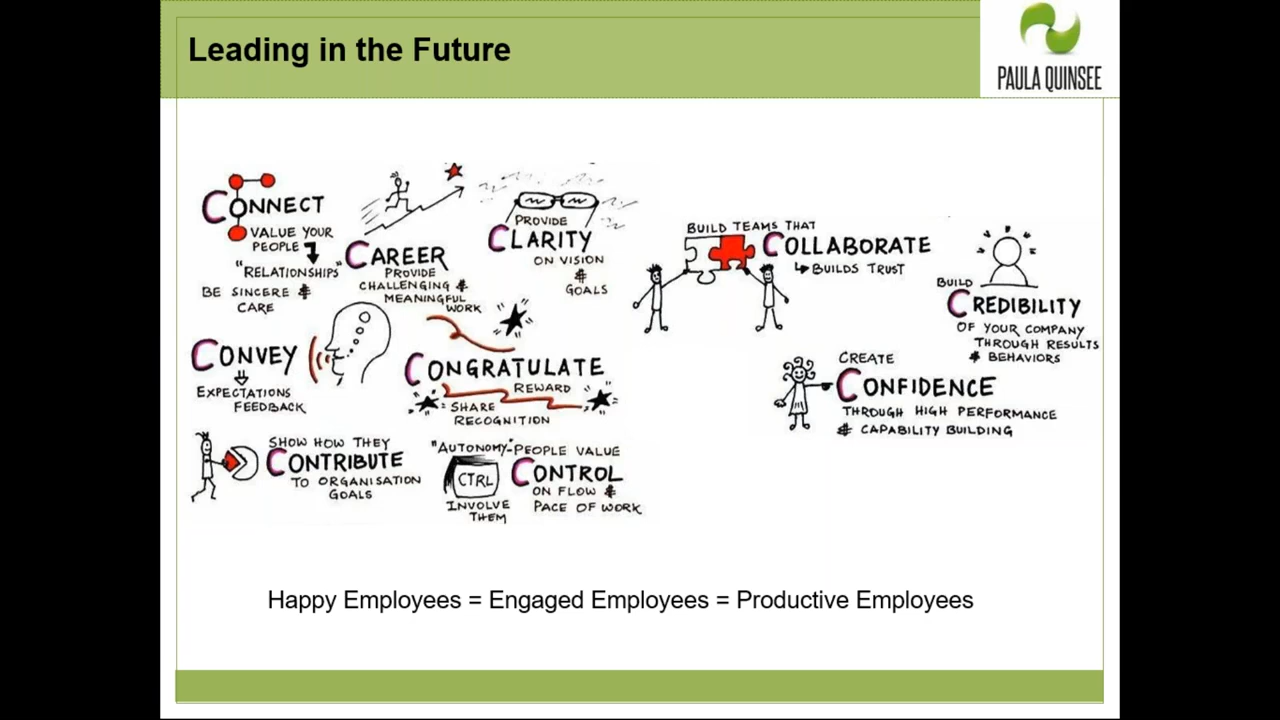 Leading in the Future
PAULA QUINSEE
CONNECT
VALUE YOUR
PEOPLE
"RELATIONSHIPS"
BE SINCERE &
CARE
CAREER
PROVIDE
CHALLENGING &
MEANINGFUL
WORK
PROVIDE
CLARITY
ON VISION
&
GOALS
BUILD TEAMS THAT
COLLABORATE
BUILDS TRUST
BUILD
CREDIBILITY
OF YOUR COMPANY
THROUGH RESULTS
& BEHAVIORS
CONVEY
EXPECTATIONS
FEEDBACK
CONGRATULATE
REWARD
SHARE
RECOGNITION
CREATE
CONFIDENCE
THROUGH HIGH PERFORMANCE
& CAPABILITY BUILDING
SHOW HOW THEY
CONTRIBUTE
TO ORGANISATION
GOALS
"AUTONOMY"-PEOPLE VALUE
CTRL
CONTROL
ON FLOW &
PACE OF WORK
INVOLVE
THEM
Happy Employees = Engaged Employees = Productive Employees